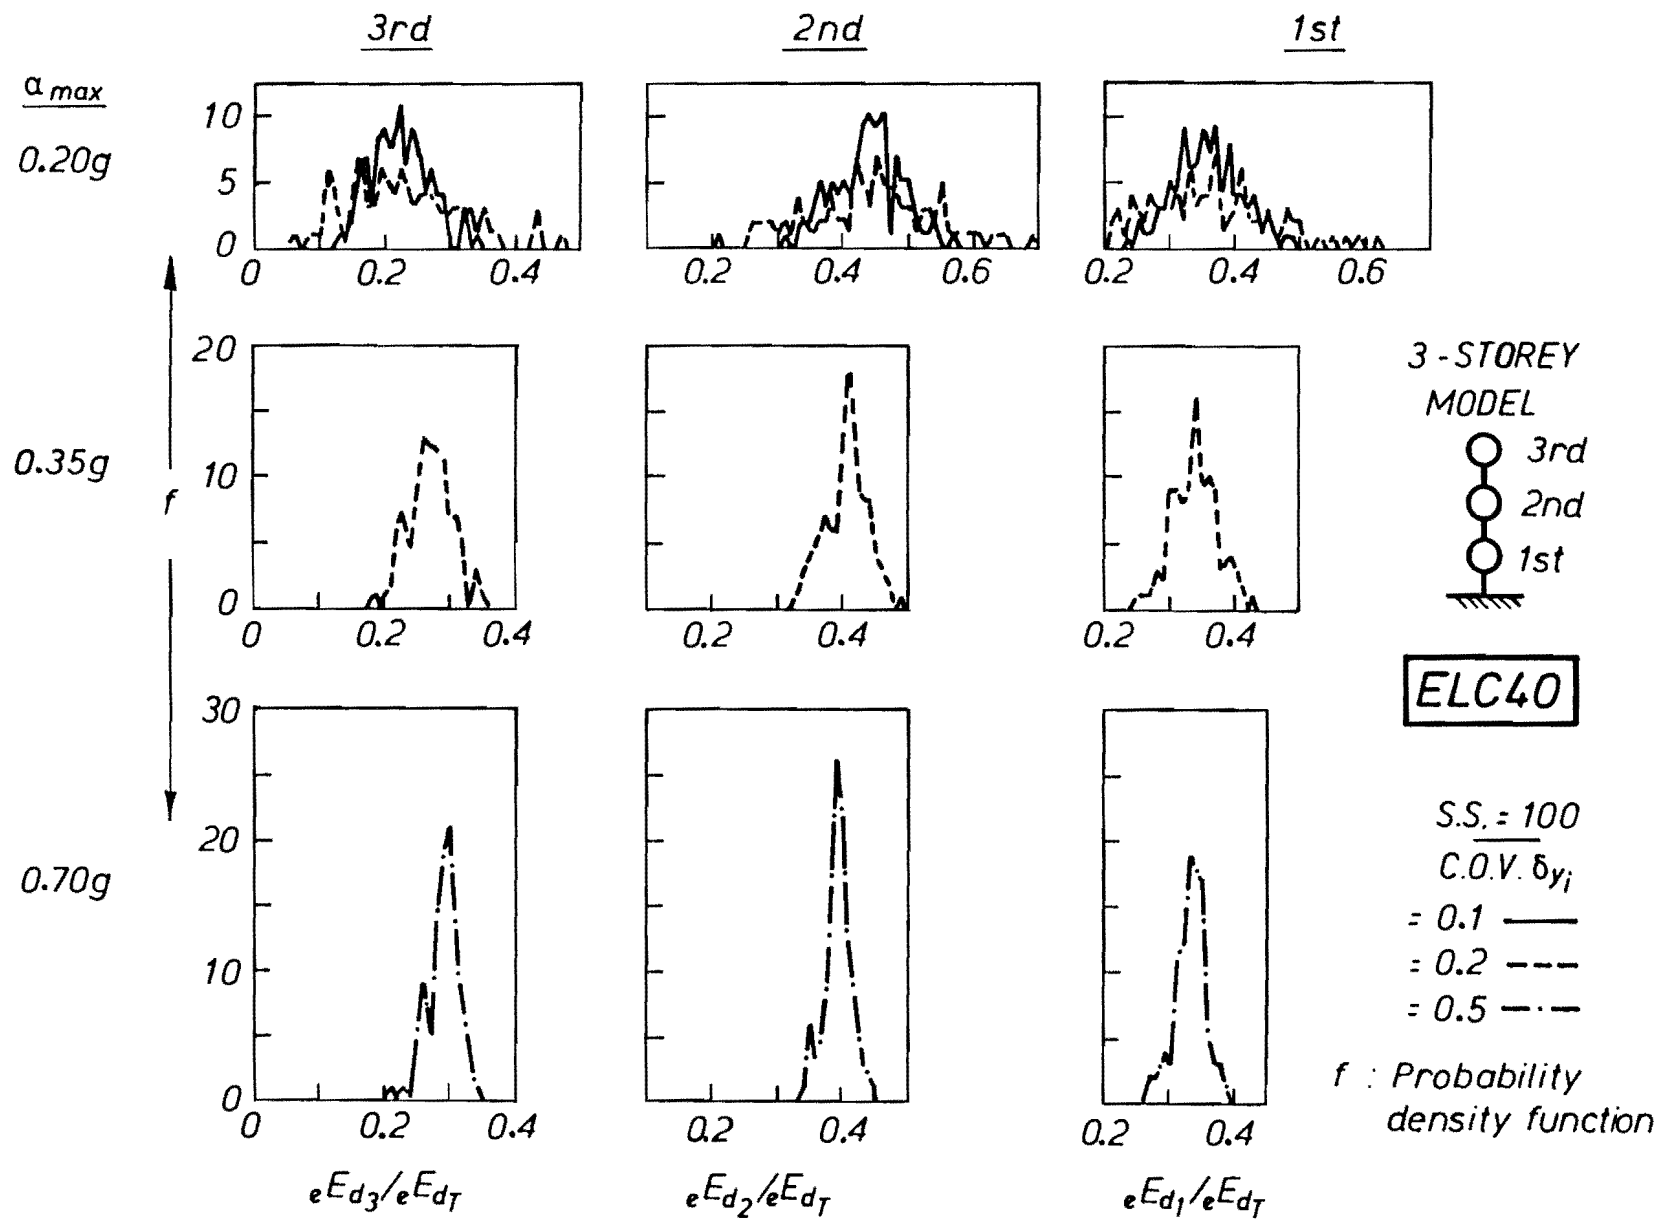 3rd 2nd 1st
α max
0.20g
10
5
0
0 0.2 0.4
0.2 0.4 0.6
0.2 0.4 0.6
f
0.35g
20
10
0
0 0.2 0.4
0.2 0.4
0.2 0.4
3-STOREY
MODEL
3rd
2nd
1st
ELC40
0.70g
30
20
10
0
0 0.2 0.4
0.2 0.4
0.2 0.4
S.S. = 100
C.O.V. δyi
= 0.1
= 0.2
= 0.5
f : Probability
density function
eEd3/eEdT
eEd2/eEdT
eEd1/eEdT